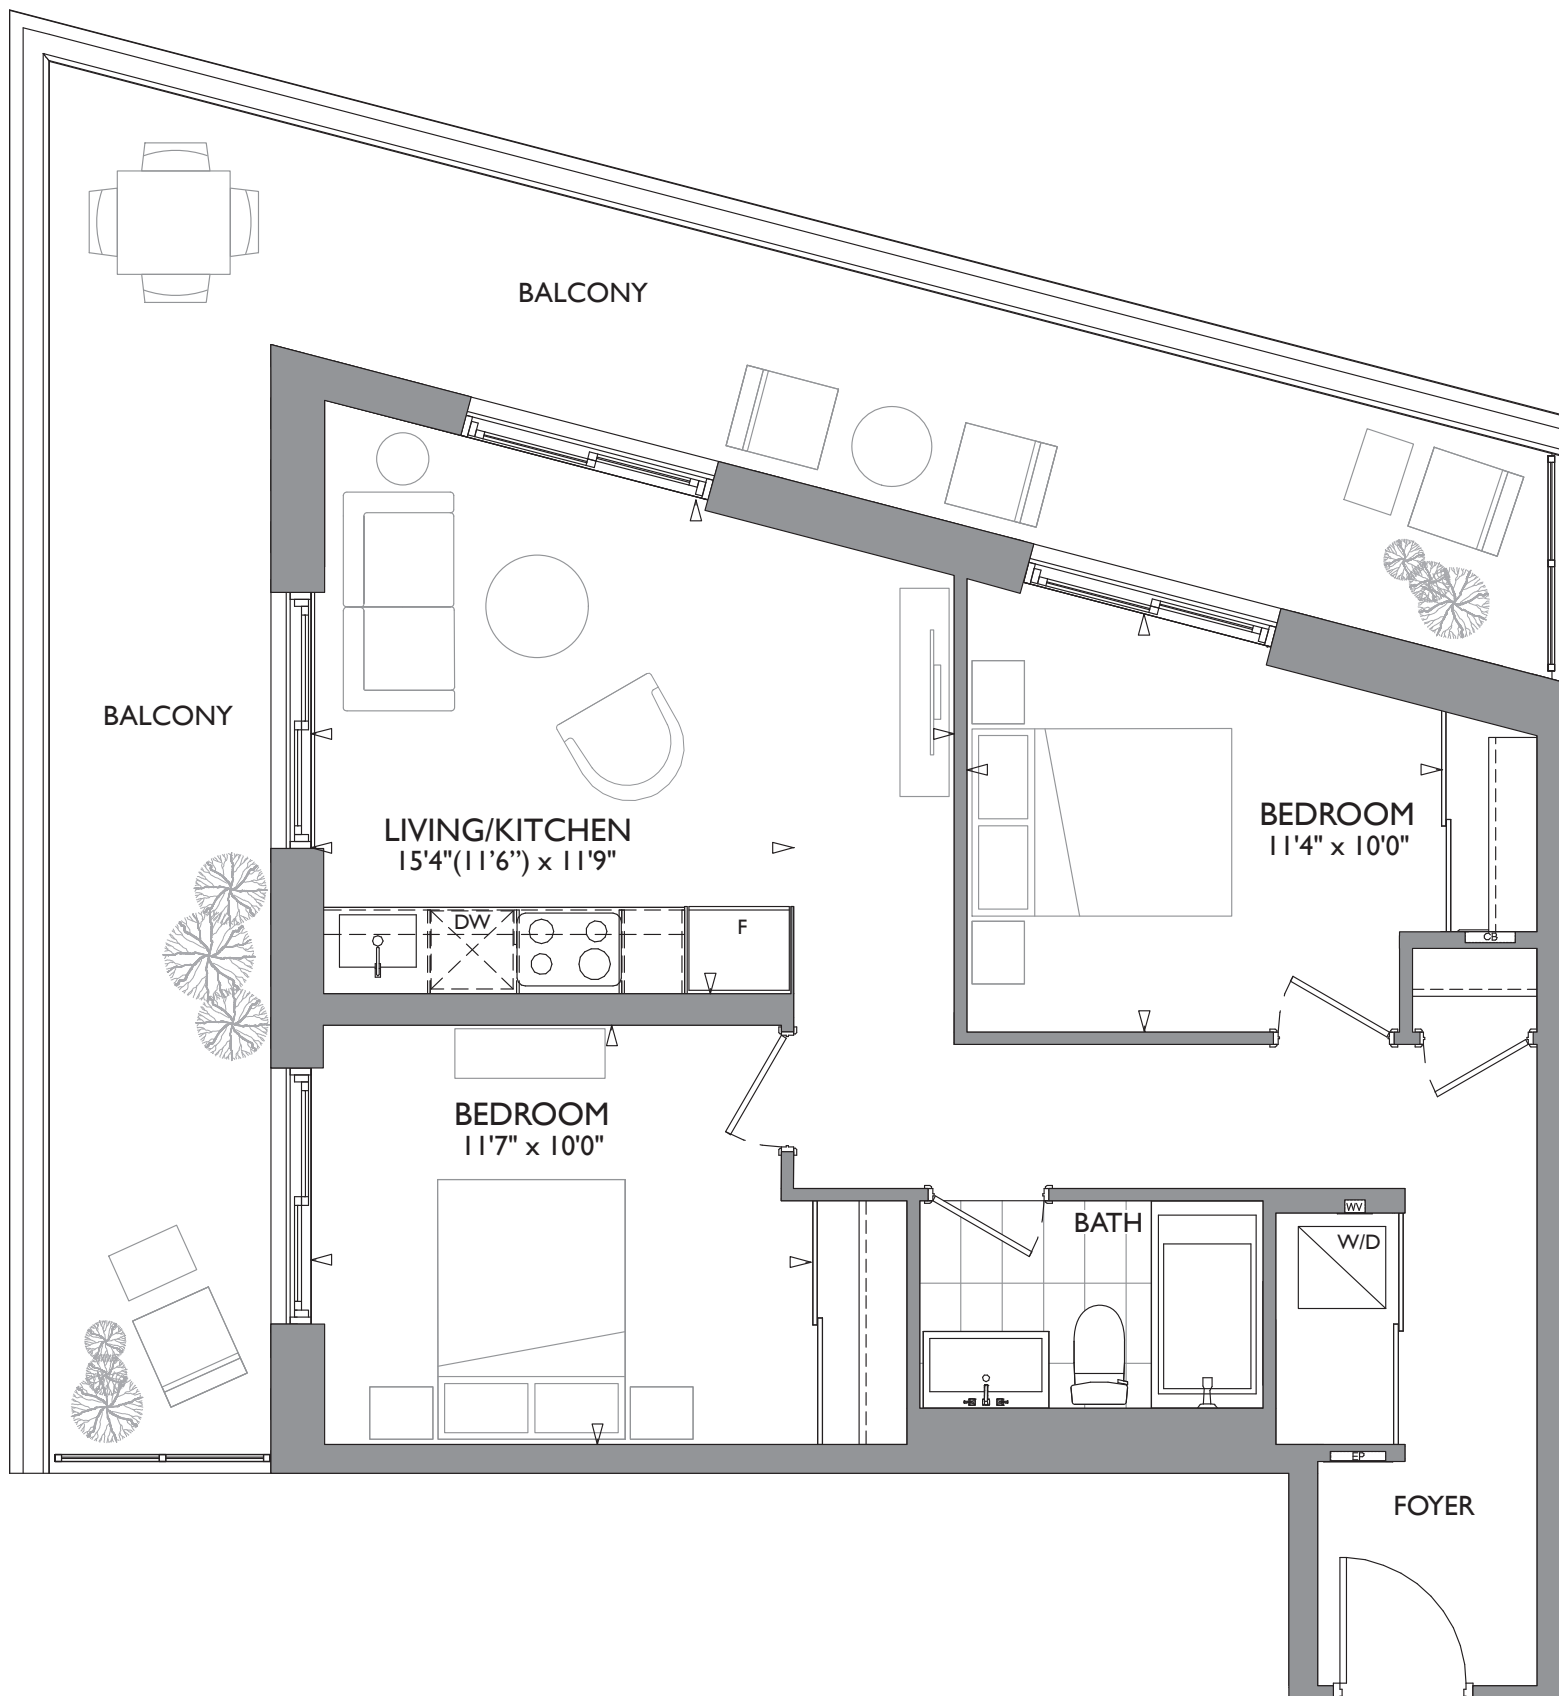 BALCONY
BALCONY
LIVING/KITCHEN
15'4"(11'6”) x 11'9"
BEDROOM
11'4" x 10'0"
DW
F
CB
BEDROOM
11'7" x 10'0"
BATH
WV
W/D
EP
FOYER